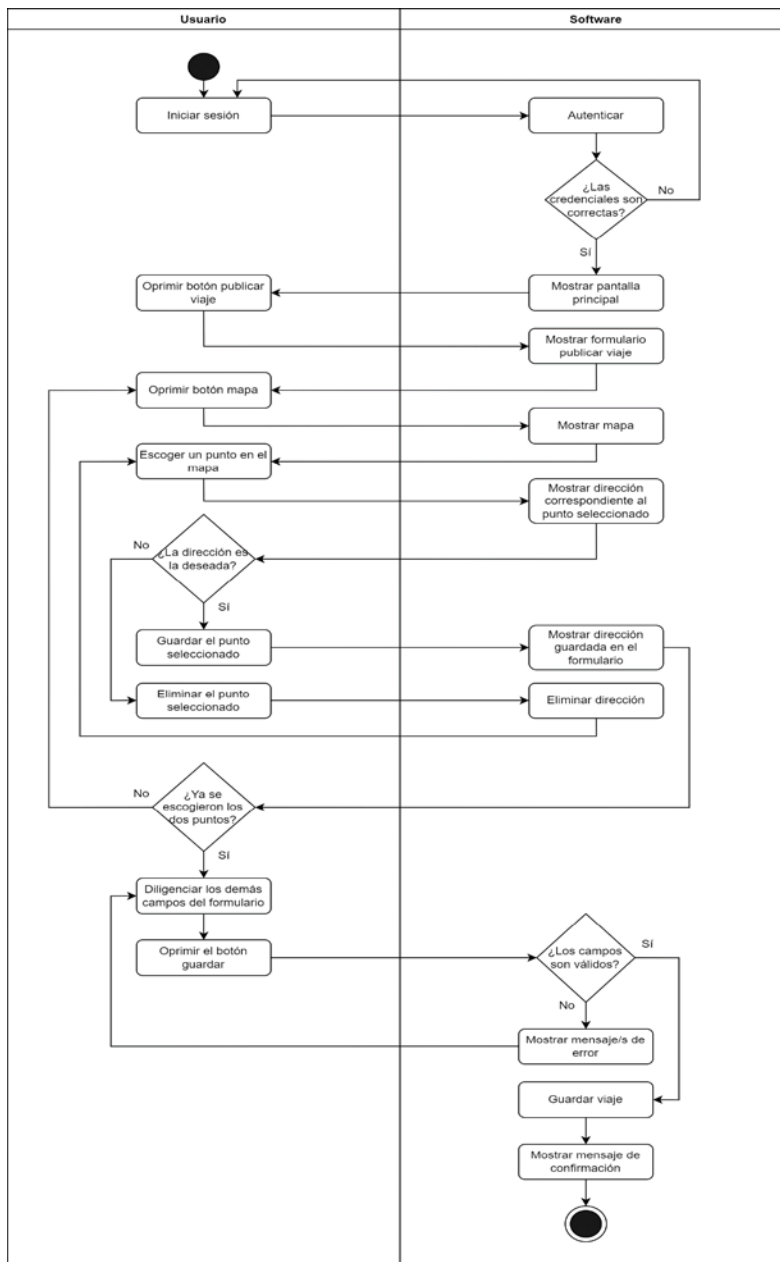 Usuario
Software
Iniciar sesión
Autenticar
¿Las
credenciales son
correctas?
No
Sí
Oprimir botón publicar
viaje
Mostrar pantalla
principal
Mostrar formulario
publicar viaje
Oprimir botón mapa
Mostrar mapa
Escoger un punto en el
mapa
Mostrar dirección
correspondiente al
punto seleccionado
No
¿La dirección es
la deseada?
Sí
Guardar el punto
seleccionado
Mostrar dirección
guardada en el
formulario
Eliminar el punto
seleccionado
Eliminar dirección
No
¿Ya se
escogieron los
dos puntos?
Sí
Diligenciar los demás
campos del formulario
Oprimir el botón
guardar
¿Los campos
son válidos?
Sí
No
Mostrar mensaje/s de
error
Guardar viaje
Mostrar mensaje de
confirmación